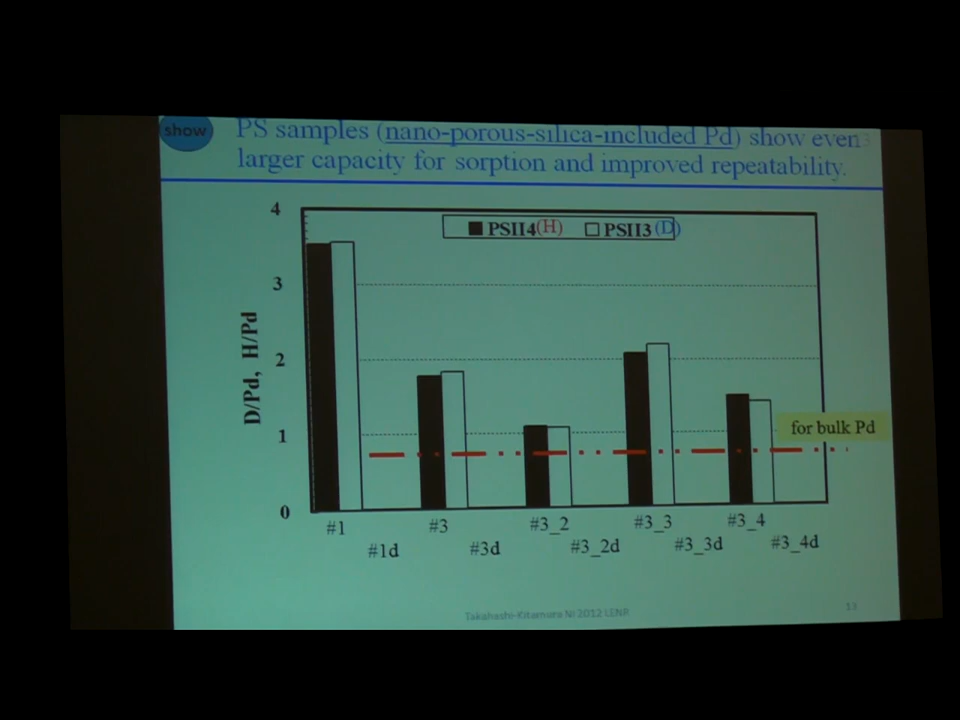 show
PS samples (nano-porous-silica-included Pd) show even
larger capacity for sorption and improved repeatability.
4
PSII4(H) PSII3(D)
3
2
1
0
D/Pd, H/Pd
for bulk Pd
#1 #3 #3_2 #3_3 #3_4
#1d #3d #3_2d #3_3d #3_4d
Takahashi-Kitamura NI 2012 LENR
13